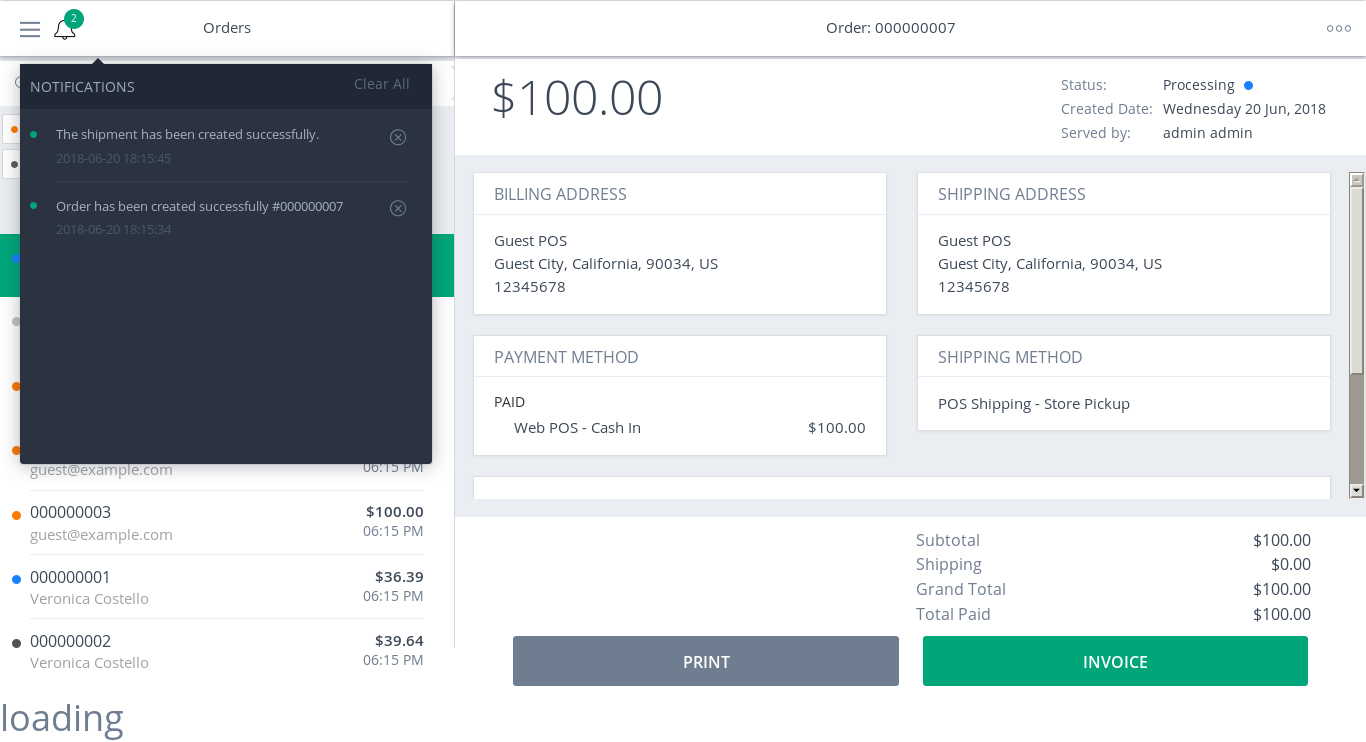 2
Orders
Order: 000000007
NOTIFICATIONS
Clear All
The shipment has been created successfully.
2018-06-20 18:15:45
Order has been created successfully #000000007
2018-06-20 18:15:34
guest@example.com
06:15 PM
000000003
$100.00
guest@example.com
06:15 PM
000000001
$36.39
Veronica Costello
06:15 PM
000000002
$39.64
Veronica Costello
06:15 PM
$100.00
Status: Processing
Created Date: Wednesday 20 Jun, 2018
Served by: admin admin
BILLING ADDRESS
Guest POS
Guest City, California, 90034, US
12345678
SHIPPING ADDRESS
Guest POS
Guest City, California, 90034, US
12345678
PAYMENT METHOD
PAID
Web POS - Cash In $100.00
SHIPPING METHOD
POS Shipping - Store Pickup
Subtotal $100.00
Shipping $0.00
Grand Total $100.00
Total Paid $100.00
PRINT
INVOICE
loading